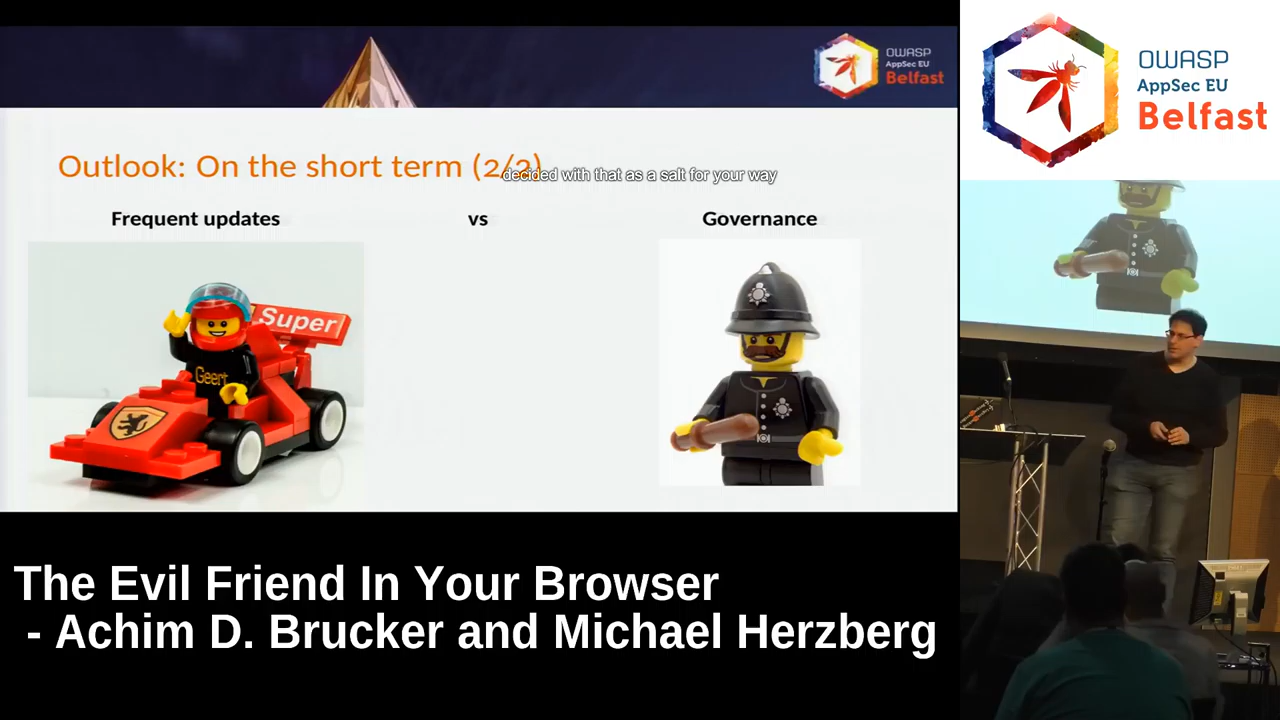 OWASP
AppSec EU
Belfast
OWASP
AppSec EU
Belfast
Outlook: On the short term (2/2)
decided with that as a salt for your way
Frequent updates
vs
Governance
Super
Geert
The Evil Friend In Your Browser
- Achim D. Brucker and Michael Herzberg